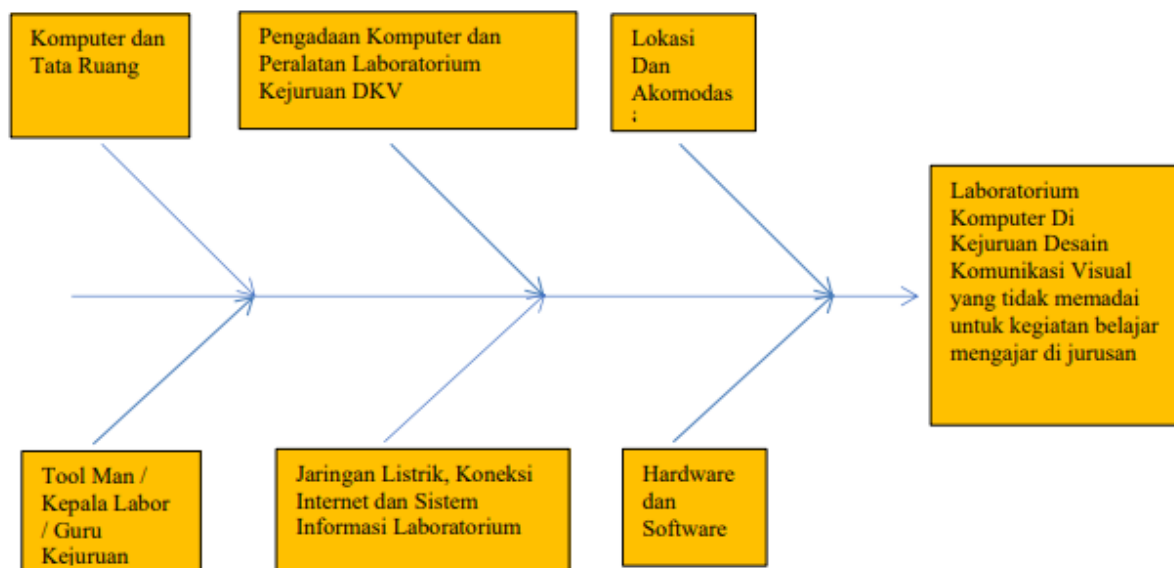 Komputer dan
Tata Ruang
Pengadaan Komputer dan
Peralatan Laboratorium
Kejuruan DKV
Lokasi
Dan
Akomodas
i
Laboratorium
Komputer Di
Kejuruan Desain
Komunikasi Visual
yang tidak memadai
untuk kegiatan belajar
mengajar di jurusan
Tool Man /
Kepala Labor
/ Guru
Kejuruan
Jaringan Listrik, Koneksi
Internet dan Sistem
Informasi Laboratorium
Hardware
dan
Software